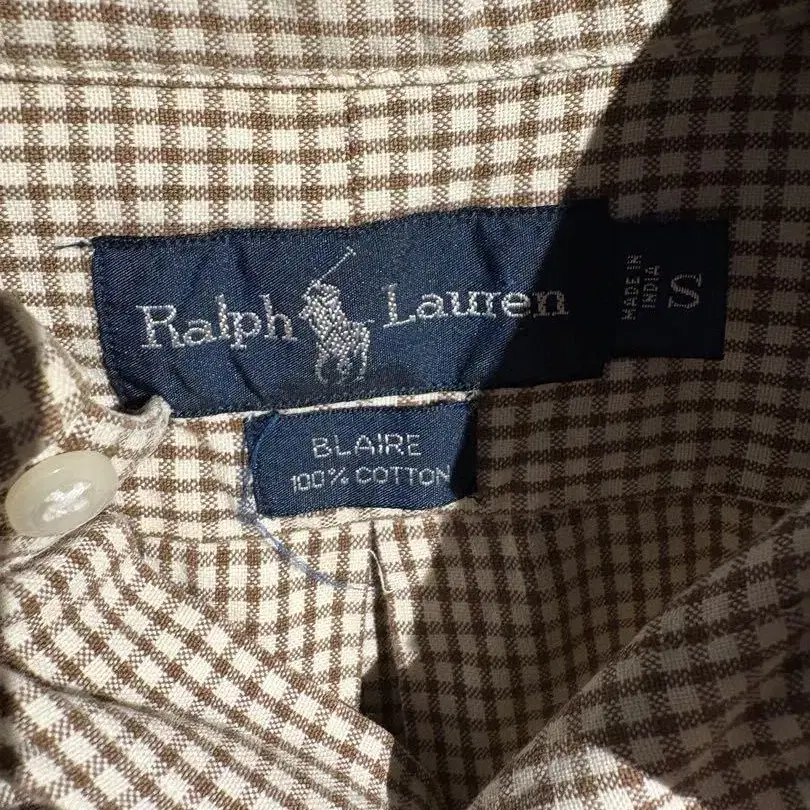 Ralph Lauren
MADE IN
INDIA
S
BLAIRE
100% COTTON